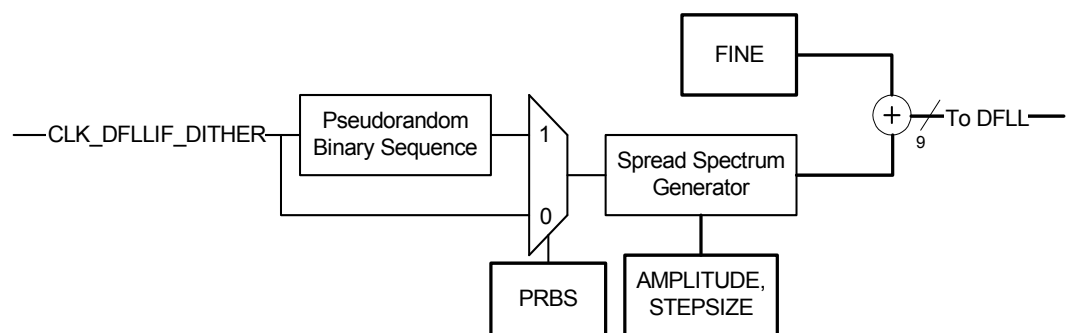 FINE
CLK_DFLLIF_DITHER
Pseudorandom
Binary Sequence
1
0
Spread Spectrum
Generator
+
9
To DFLL
PRBS
AMPLITUDE,
STEPSIZE